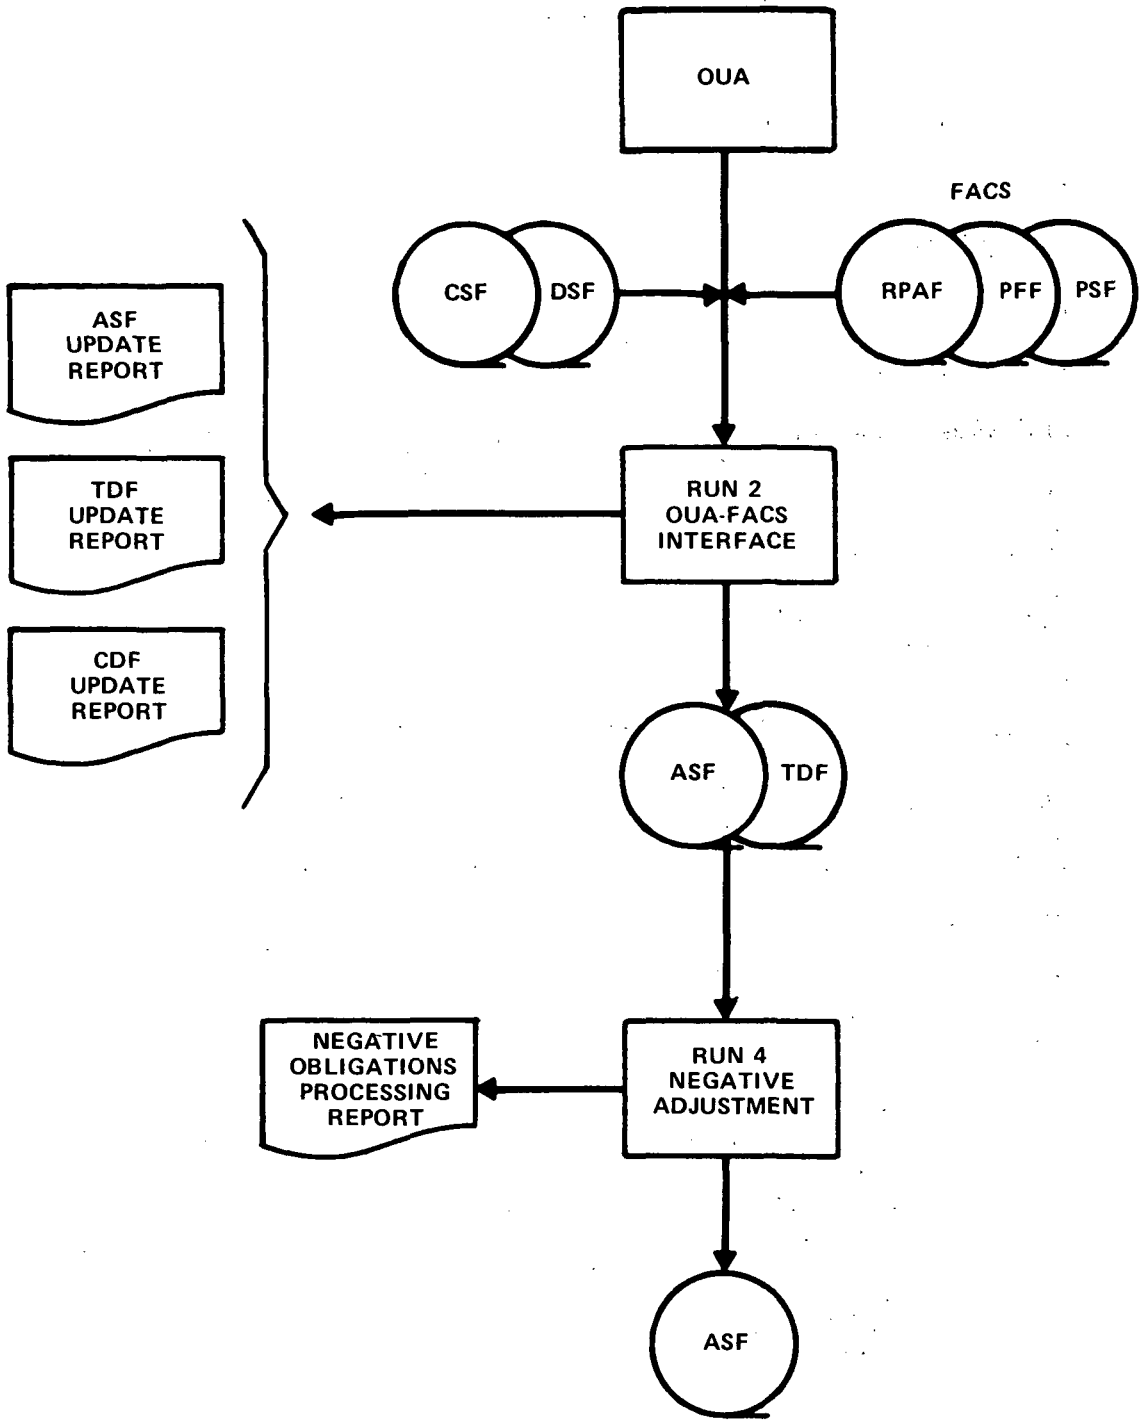 OUA
FACS
CSF
DSF
RPAF
PFF
PSF
ASF
UPDATE
REPORT
TDF
UPDATE
REPORT
CDF
UPDATE
REPORT
RUN 2
OUA-FACS
INTERFACE
ASF
TDF
NEGATIVE
OBLIGATIONS
PROCESSING
REPORT
RUN 4
NEGATIVE
ADJUSTMENT
ASF